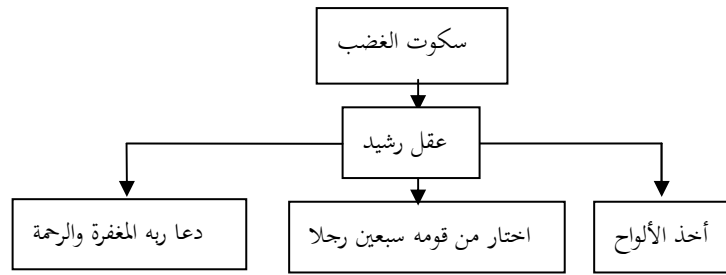 سكوت الغضب
عقل رشيد
أخذ الألواح
اختار من قومه سبعين رجلا
دعا ربه المغفرة والرحمة